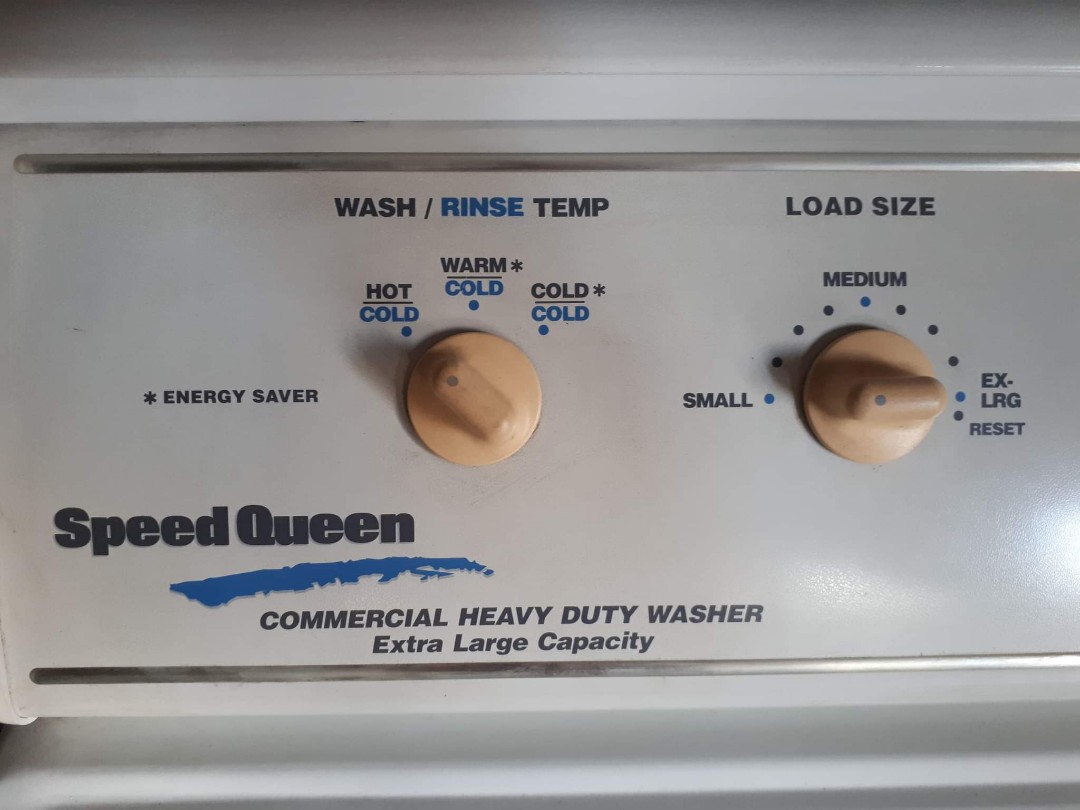 WASH / RINSE TEMP
HOT
COLD
WARM*
COLD
COLD*
COLD
* ENERGY SAVER
LOAD SIZE
MEDIUM
SMALL
EX-
LRG
RESET
Speed Queen
COMMERCIAL HEAVY DUTY WASHER
Extra Large Capacity